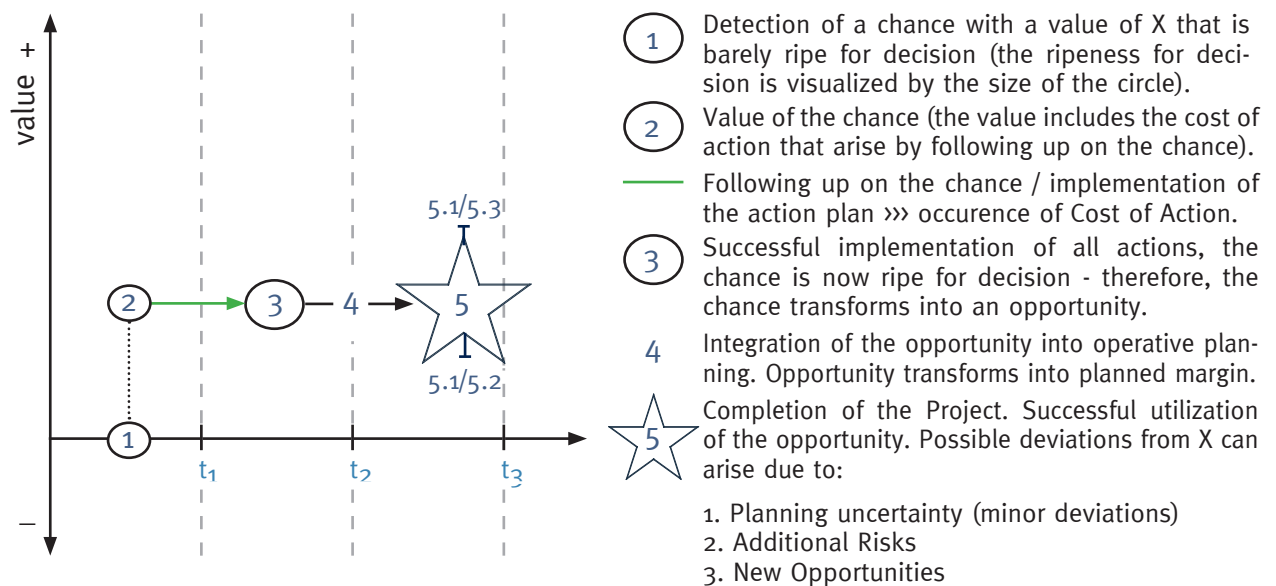 value +
–
2
3
4
5
5.1/5.3
5.1/5.2
1
t1
t2
t3
1
Detection of a chance with a value of X that is
barely ripe for decision (the ripeness for deci-
sion is visualized by the size of the circle).
2
Value of the chance (the value includes the cost of
action that arise by following up on the chance).
Following up on the chance / implementation of
the action plan ››› occurence of Cost of Action.
3
Successful implementation of all actions, the
chance is now ripe for decision - therefore, the
chance transforms into an opportunity.
4
Integration of the opportunity into operative plan-
ning. Opportunity transforms into planned margin.
5
Completion of the Project. Successful utilization
of the opportunity. Possible deviations from X can
arise due to:
1. Planning uncertainty (minor deviations)
2. Additional Risks
3. New Opportunities